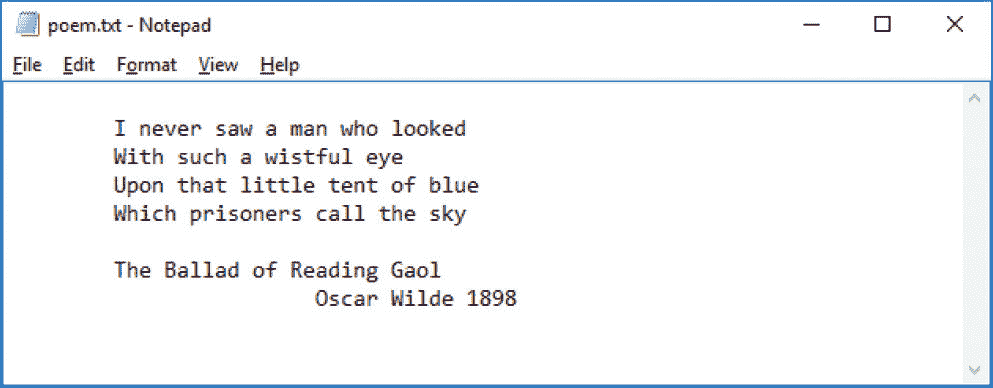 poem.txt - Notepad
File Edit Format View Help
I never saw a man who looked
With such a wistful eye
Upon that little tent of blue
Which prisoners call the sky
The Ballad of Reading Gaol
Oscar Wilde 1898